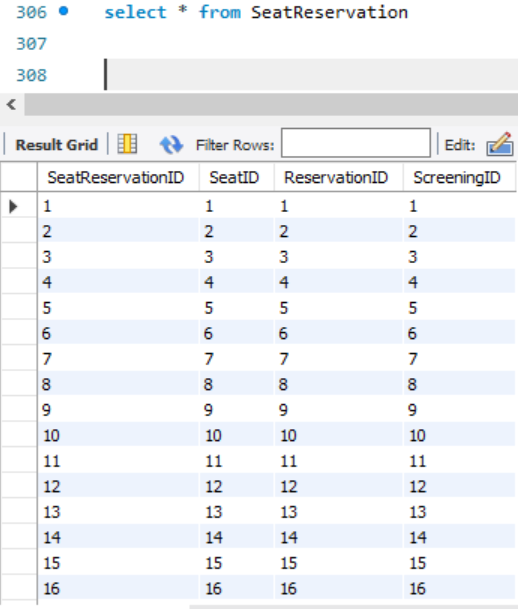 306 select * from SeatReservation
307
308
Result Grid Filter Rows: Edit:
SeatReservationID SeatID ReservationID ScreeningID
1 1 1 1
2 2 2 2
3 3 3 3
4 4 4 4
5 5 5 5
6 6 6 6
7 7 7 7
8 8 8 8
9 9 9 9
10 10 10 10
11 11 11 11
12 12 12 12
13 13 13 13
14 14 14 14
15 15 15 15
16 16 16 16